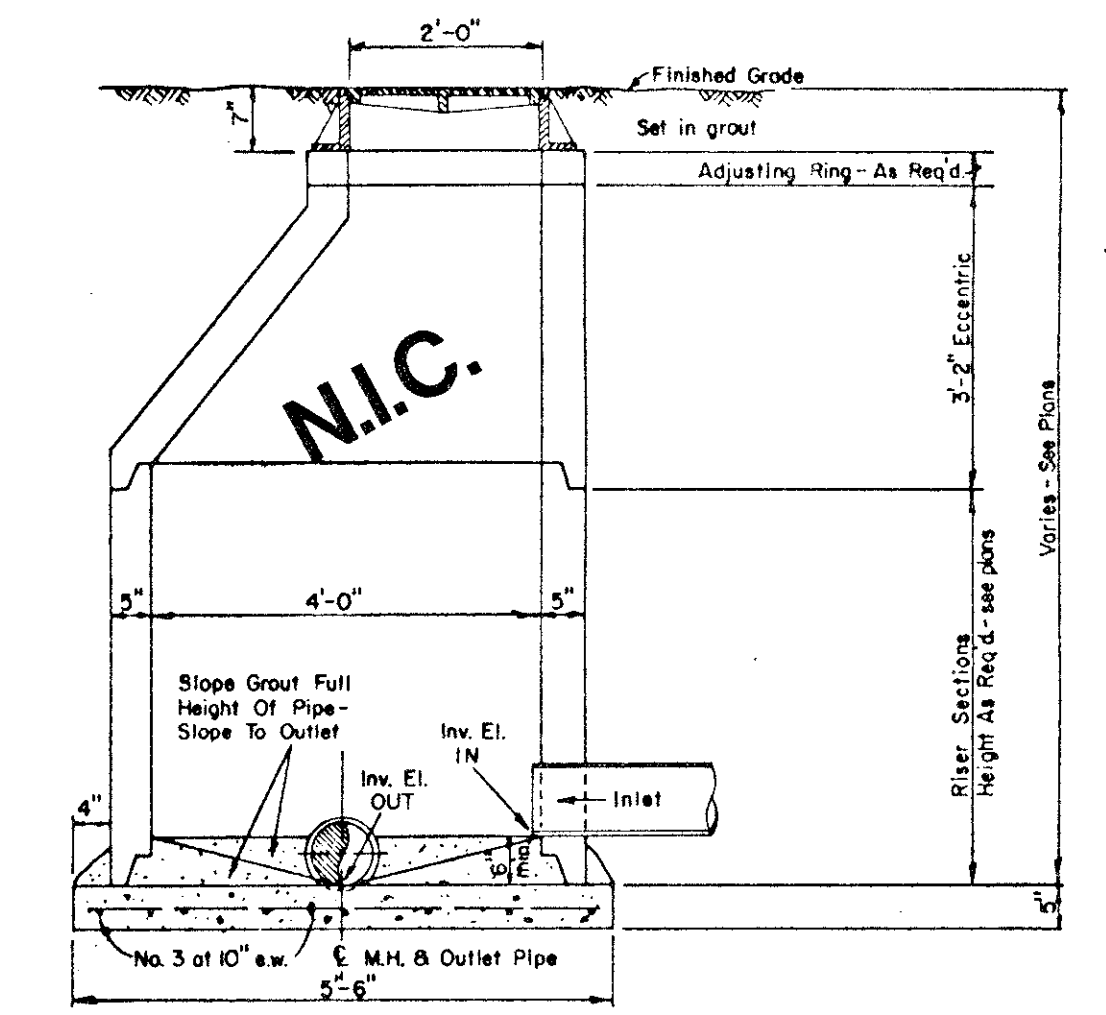 2'-0"
Finished Grade
7"
Set in grout
Adjusting Ring - As Req'd.
3'-2" Eccentric
N.I.C.
Varies - See Plans
5"
4'-0"
5"
Riser Sections
Height As Req'd. - see plans
Slope Grout Full
Height Of Pipe -
Slope To Outlet
Inv. El.
IN
Inv. El.
OUT
Inlet
4"
6"
min.
5"
No. 3 at 10" e.w.
℄ M.H. & Outlet Pipe
5'-6"